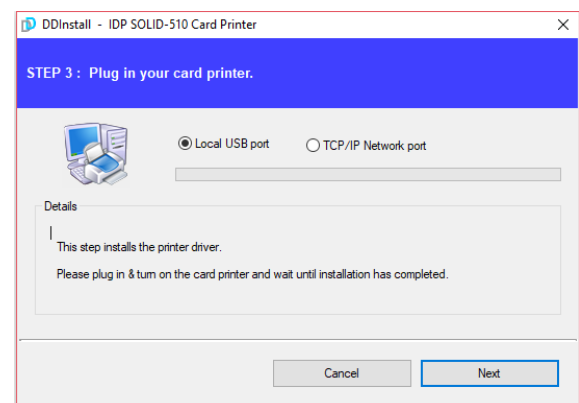 DDInstall - IDP SOLID-510 Card Printer
STEP 3 : Plug in your card printer.
Local USB port TCP/IP Network port
Details
This step installs the printer driver.
Please plug in & turn on the card printer and wait until installation has completed.
Cancel Next